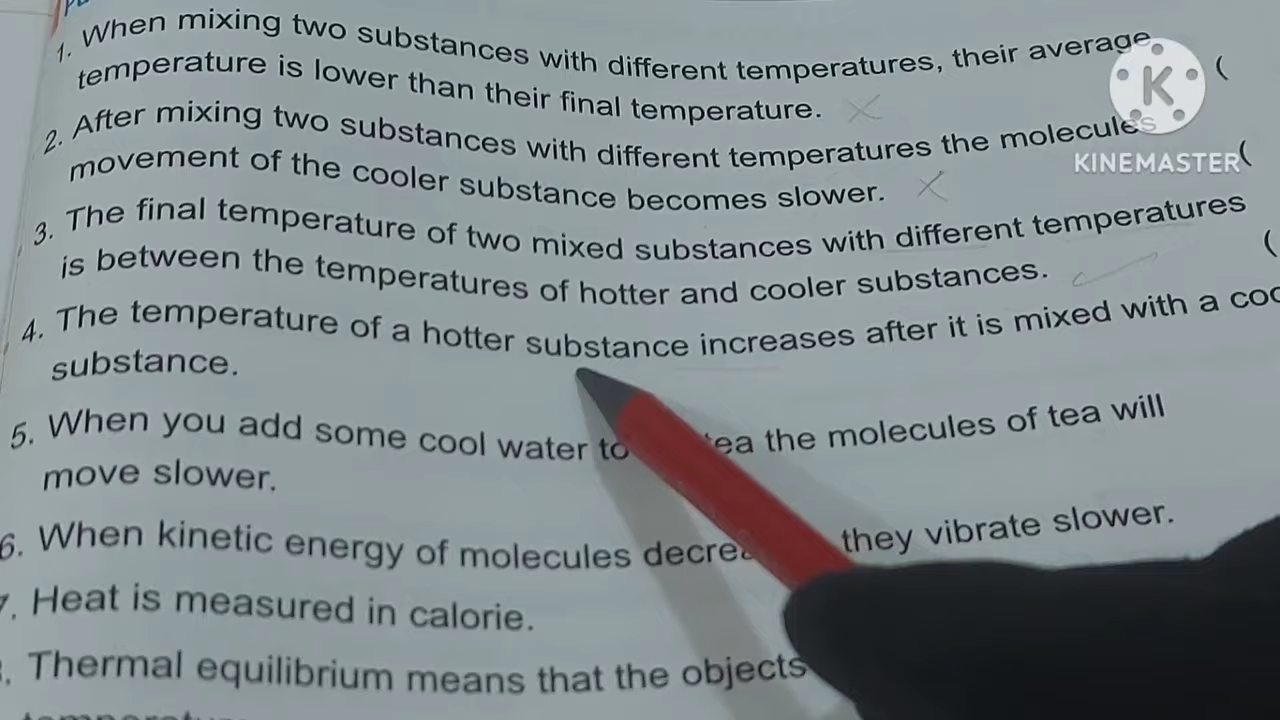 1. When mixing two substances with different temperatures, their average
temperature is lower than their final temperature. (
2. After mixing two substances with different temperatures the molecules
movement of the cooler substance becomes slower. (
3. The final temperature of two mixed substances with different temperatures
is between the temperatures of hotter and cooler substances. (
4. The temperature of a hotter substance increases after it is mixed with a
substance.
5. When you add some cool water to tea the molecules of tea will
move slower.
6. When kinetic energy of molecules they vibrate slower.
7. Heat is measured in calorie.
Thermal equilibrium means that the objects
K
KINEMASTER